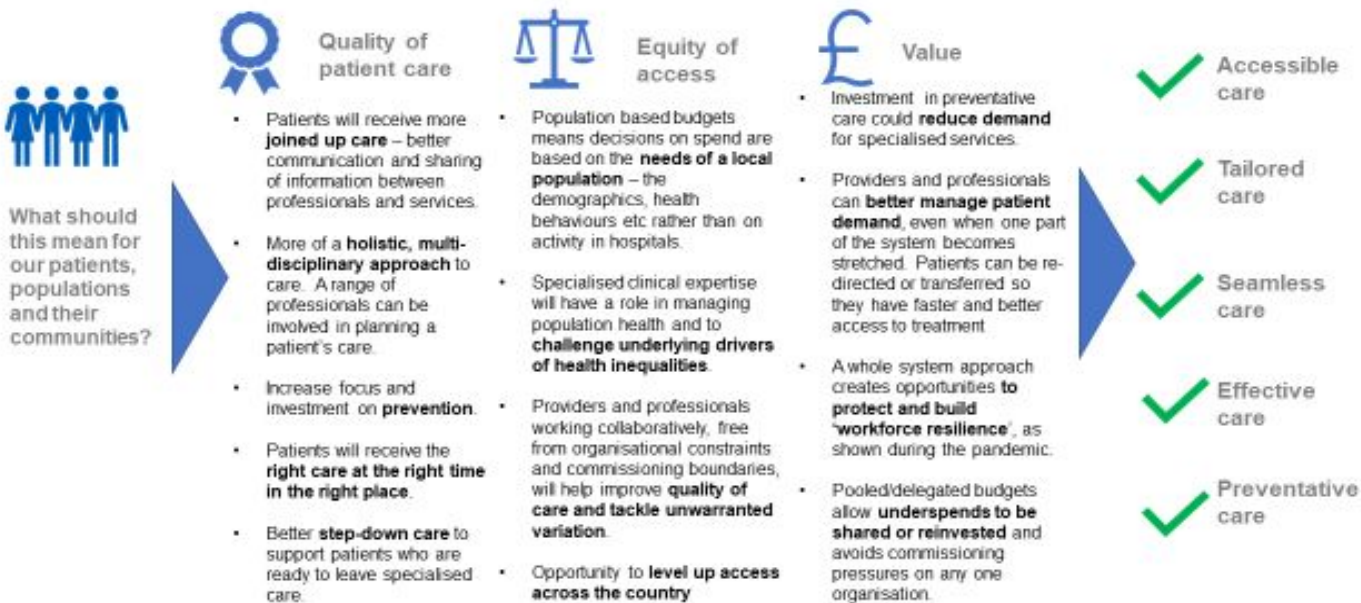 What should
this mean for
our patients,
populations
and their
communities?
Quality of
patient care
• Patients will receive more
joined up care – better
communication and sharing
of information between
professionals and services.
• More of a holistic, multi-
disciplinary approach to
care. A range of
professionals can be
involved in planning a
patient's care.
• Increase focus and
investment on prevention.
• Patients will receive the
right care at the right time
in the right place.
• Better step-down care to
support patients who are
ready to leave specialised
care.
Equity of
access
• Population based budgets
means decisions on spend are
based on the needs of a local
population – the
demographics, health
behaviours etc rather than on
activity in hospitals.
• Specialised clinical expertise
will have a role in managing
population health and to
challenge underlying drivers
of health inequalities.
• Providers and professionals
working collaboratively, free
from organisational constraints
and commissioning boundaries,
will help improve quality of
care and tackle unwarranted
variation.
• Opportunity to level up access
across the country
£
Value
• Investment in preventative
care could reduce demand
for specialised services.
• Providers and professionals
can better manage patient
demand, even when one part
of the system becomes
stretched. Patients can be re-
directed or transferred so
they have faster and better
access to treatment
• A whole system approach
creates opportunities to
protect and build
'workforce resilience', as
shown during the pandemic.
• Pooled/delegated budgets
allow underspends to be
shared or reinvested and
avoids commissioning
pressures on any one
organisation.
Accessible
care
Tailored
care
Seamless
care
Effective
care
Preventative
care